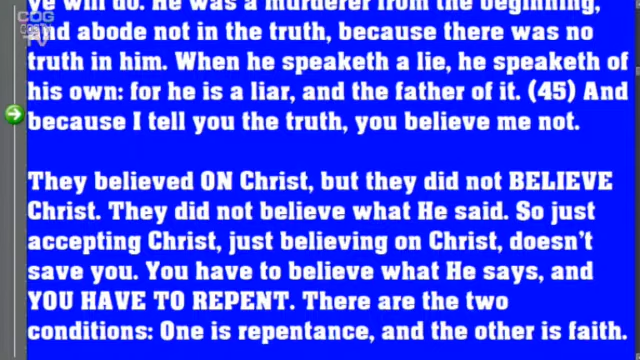 ye will do. He was a murderer from the beginning,
and abode not in the truth, because there was no
truth in him. When he speaketh a lie, he speaketh of
his own: for he is a liar, and the father of it. (45) And
because I tell you the truth, you believe me not.
They believed ON Christ, but they did not BELIEVE
Christ. They did not believe what He said. So just
accepting Christ, just believing on Christ, doesn't
save you. You have to believe what He says, and
YOU HAVE TO REPENT. There are the two
conditions: One is repentance, and the other is faith.
COG
TV